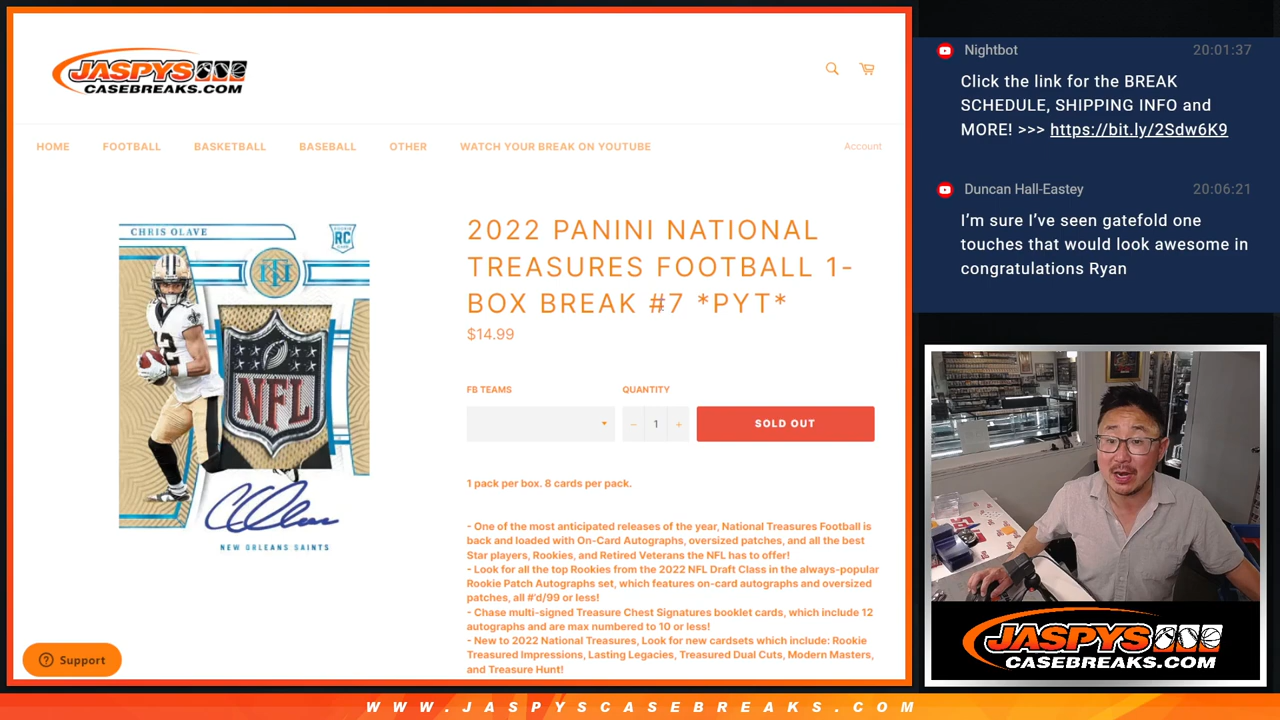 JASPYS
CASEBREAKS.COM
HOME FOOTBALL BASKETBALL BASEBALL OTHER WATCH YOUR BREAK ON YOUTUBE Account
CHRIS OLAVE
RC
NFL
NEW ORLEANS SAINTS
2022 PANINI NATIONAL
TREASURES FOOTBALL 1-
BOX BREAK #7 *PYT*
$14.99
FB TEAMS QUANTITY
− 1 + SOLD OUT
1 pack per box. 8 cards per pack.
- One of the most anticipated releases of the year, National Treasures Football is
back and loaded with On-Card Autographs, oversized patches, and all the best
Star players, Rookies, and Retired Veterans the NFL has to offer!
- Look for all the top Rookies from the 2022 NFL Draft Class in the always-popular
Rookie Patch Autographs set, which features on-card autographs and oversized
patches, all #'d/99 or less!
- Chase multi-signed Treasure Chest Signatures booklet cards, which include 12
autographs and are max numbered to 10 or less!
- New to 2022 National Treasures, Look for new cardsets which include: Rookie
Treasured Impressions, Lasting Legacies, Treasured Dual Cuts, Modern Masters,
and Treasure Hunt!
Support
Nightbot 20:01:37
Click the link for the BREAK
SCHEDULE, SHIPPING INFO and
MORE! >>> https://bit.ly/2Sdw6K9
Duncan Hall-Eastey 20:06:21
I'm sure I've seen gatefold one
touches that would look awesome in
congratulations Ryan
JASPYS
CASEBREAKS.COM
WWW.JASPYSCASEBREAKS.COM